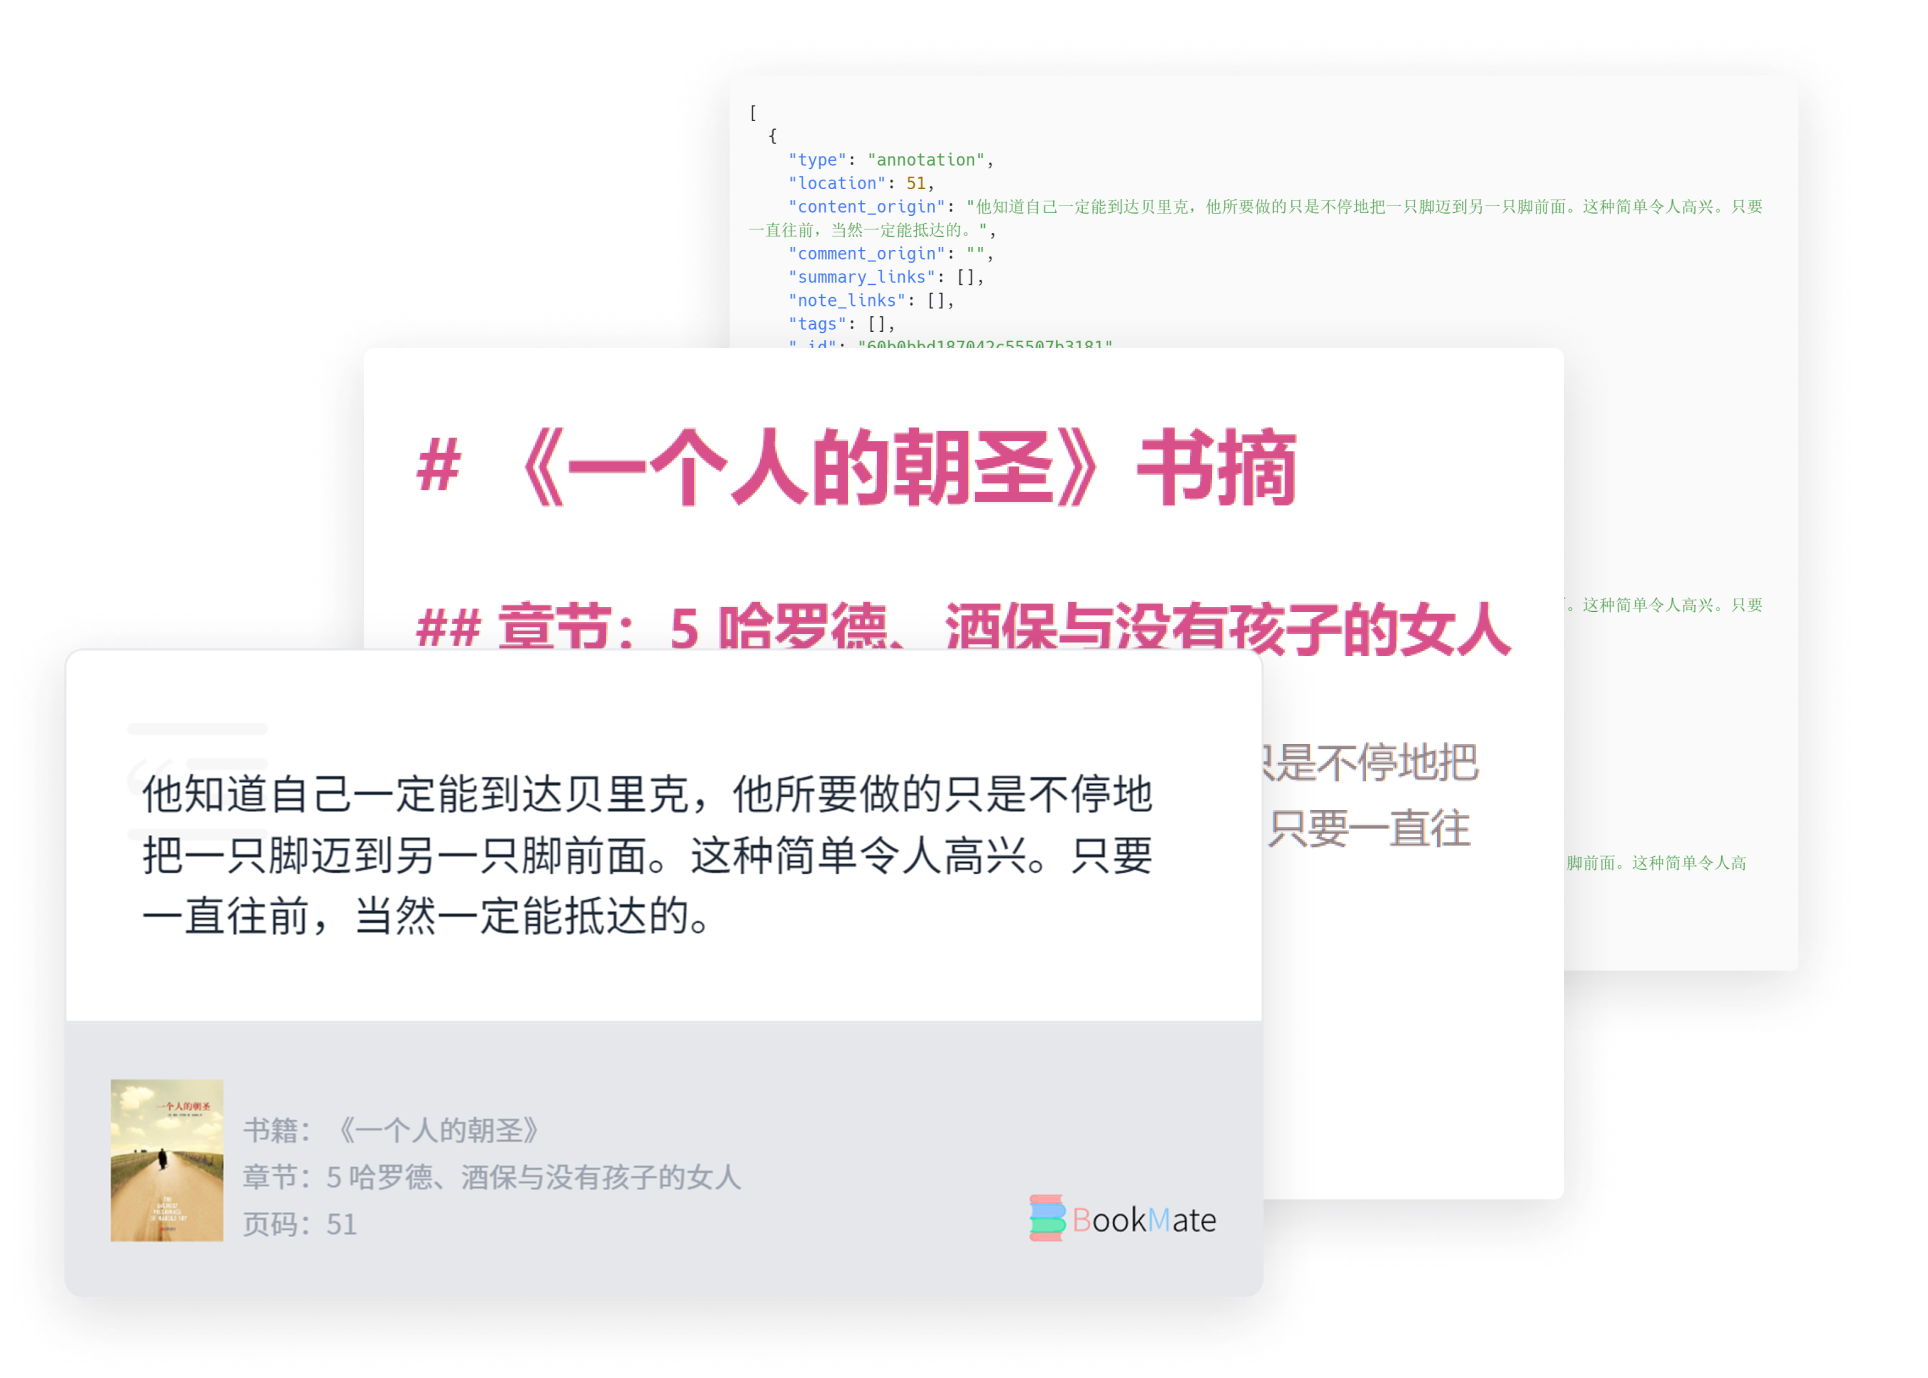 [
{
"type": "annotation",
"location": 51,
"content_origin": "他知道自己一定能到达贝里克，他所要做的只是不停地把一只脚迈到另一只脚前面。这种简单令人高兴。只要
一直往前，当然一定能抵达的。",
"comment_origin": "",
"summary_links": [],
"note_links": [],
"tags": [],
"_id": "60b0bbd187042c55507b3181"
# 《一个人的朝圣》书摘
## 章节：5 哈罗德、酒保与没有孩子的女人
。这种简单令人高兴。只要
只是不停地把
只要一直往
脚前面。这种简单令人高
他知道自己一定能到达贝里克，他所要做的只是不停地
把一只脚迈到另一只脚前面。这种简单令人高兴。只要
一直往前，当然一定能抵达的。
一个人的朝圣
书籍：《一个人的朝圣》
章节：5 哈罗德、酒保与没有孩子的女人
页码：51
BookMate